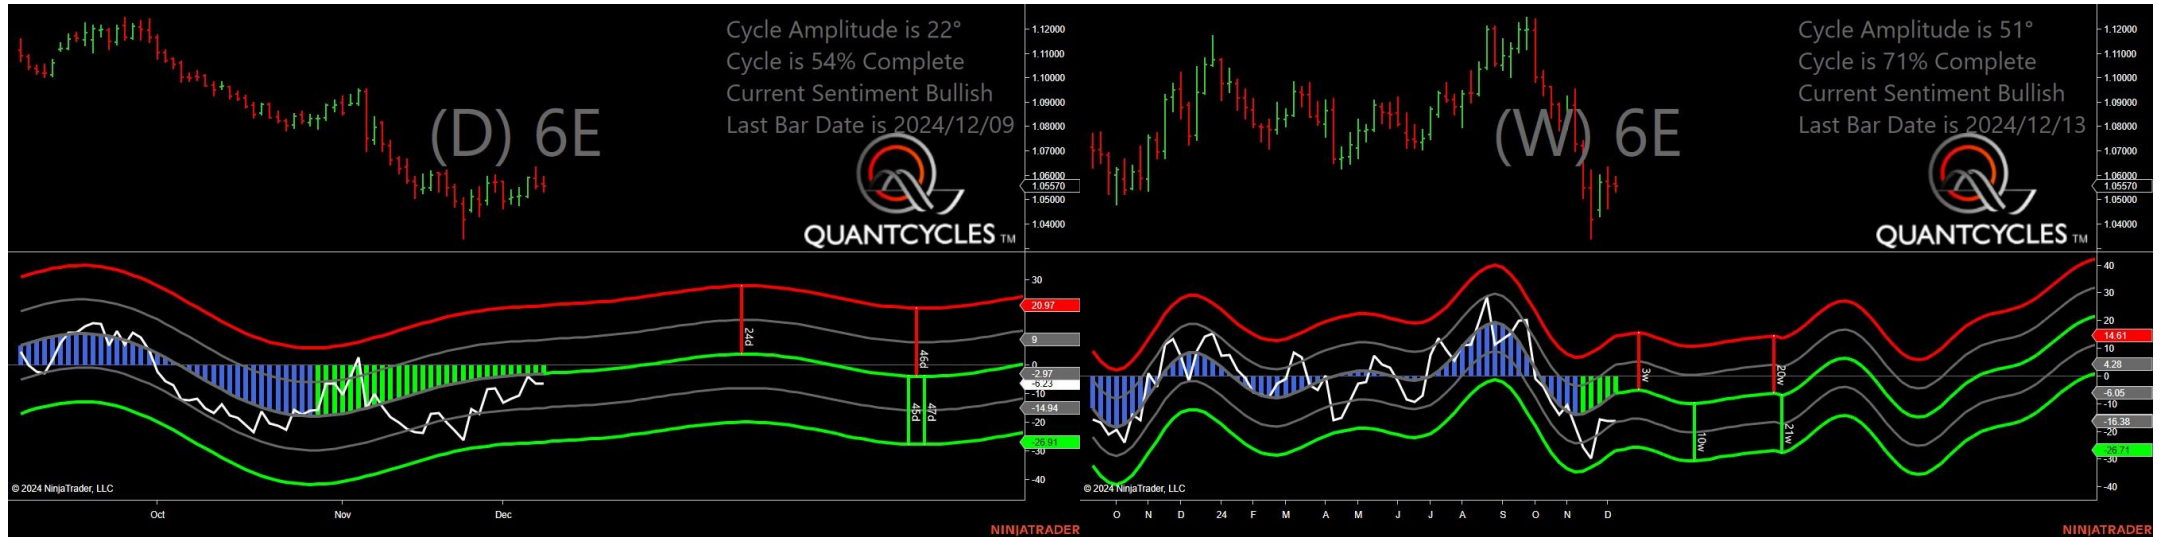 Cycle Amplitude is 22°
Cycle is 54% Complete
Current Sentiment Bullish
Last Bar Date is 2024/12/09
(D) 6E
QUANTCYCLES TM
1.12000
1.11000
1.10000
1.09000
1.08000
1.07000
1.06000
1.05570
1.05000
1.04000
24d
46d
45d
47d
30
20.97
9
0
-2.97
-6.23
-10
-14.94
-20
-26.91
-30
-40
© 2024 NinjaTrader, LLC
Oct Nov Dec
NINJATRADER
Cycle Amplitude is 51°
Cycle is 71% Complete
Current Sentiment Bullish
Last Bar Date is 2024/12/13
(W) 6E
QUANTCYCLES TM
1.12000
1.11000
1.10000
1.09000
1.08000
1.07000
1.06000
1.05570
1.05000
1.04000
3w
20w
10w
21w
40
30
20
14.61
10
4.28
0
-6.05
-10
-16.38
-20
-26.71
-30
-40
© 2024 NinjaTrader, LLC
O N D 24 F M A M J J A S O N D
NINJATRADER